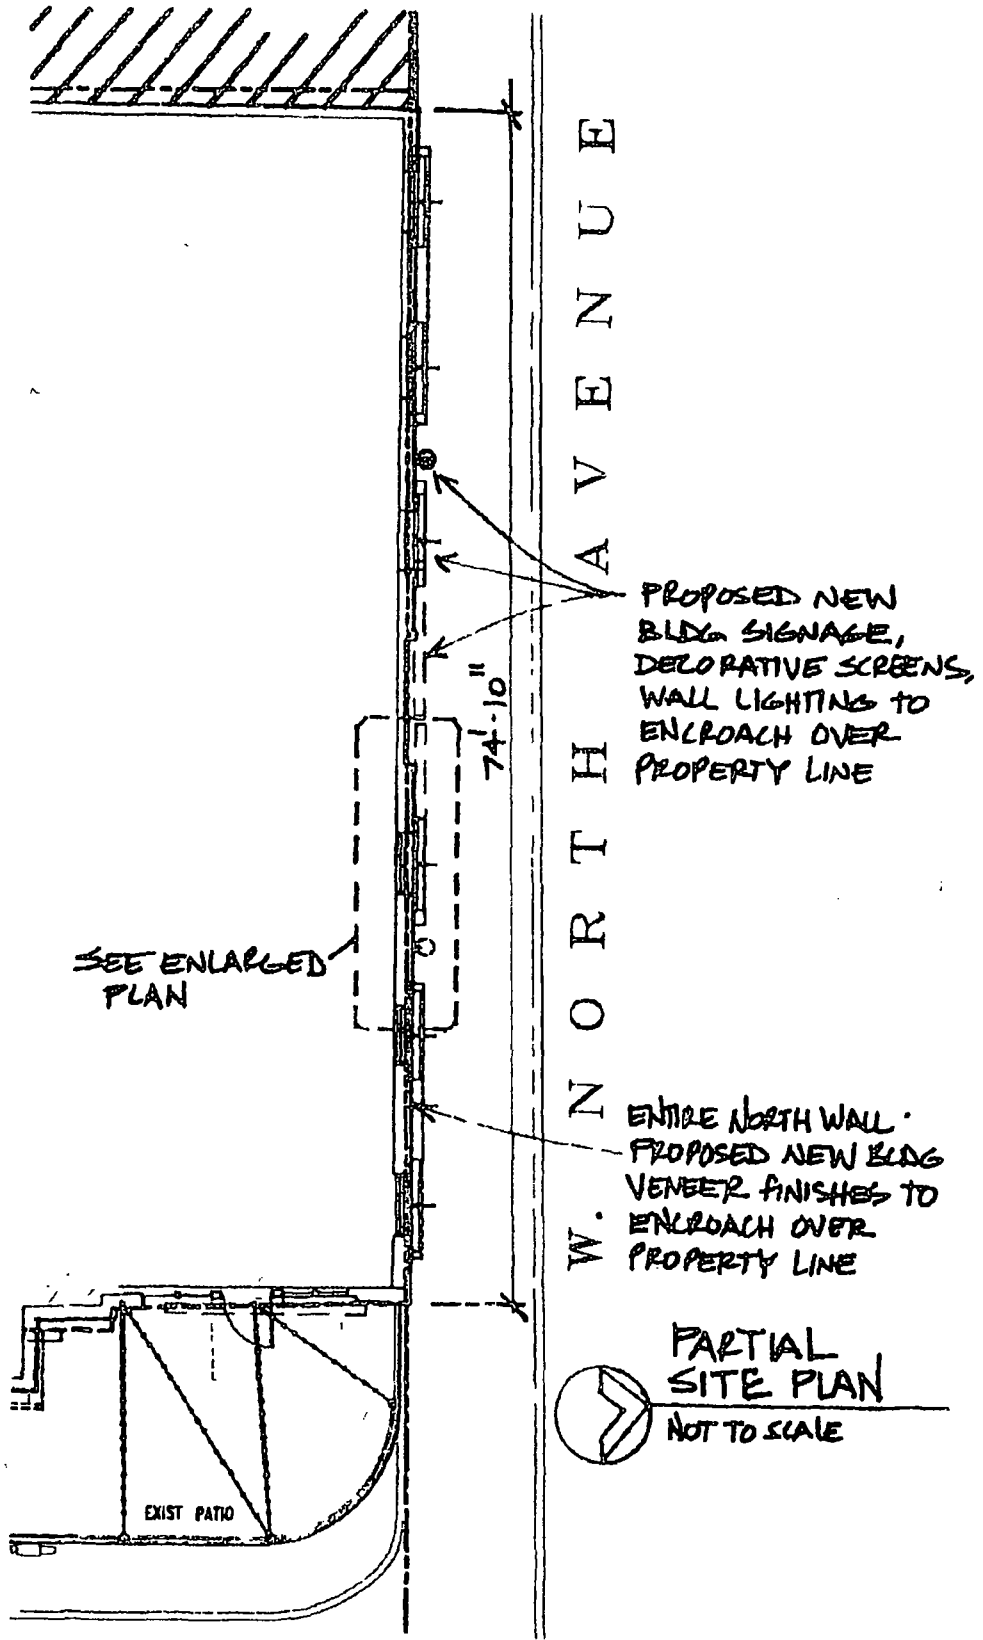 W. NORTH AVENUE
PROPOSED NEW
BLDG SIGNAGE,
DECORATIVE SCREENS,
WALL LIGHTING TO
ENCROACH OVER
PROPERTY LINE
74'-10"
SEE ENLARGED
PLAN
ENTIRE NORTH WALL ·
PROPOSED NEW BLDG
VENEER FINISHES TO
ENCROACH OVER
PROPERTY LINE
PARTIAL
SITE PLAN
NOT TO SCALE
EXIST PATIO